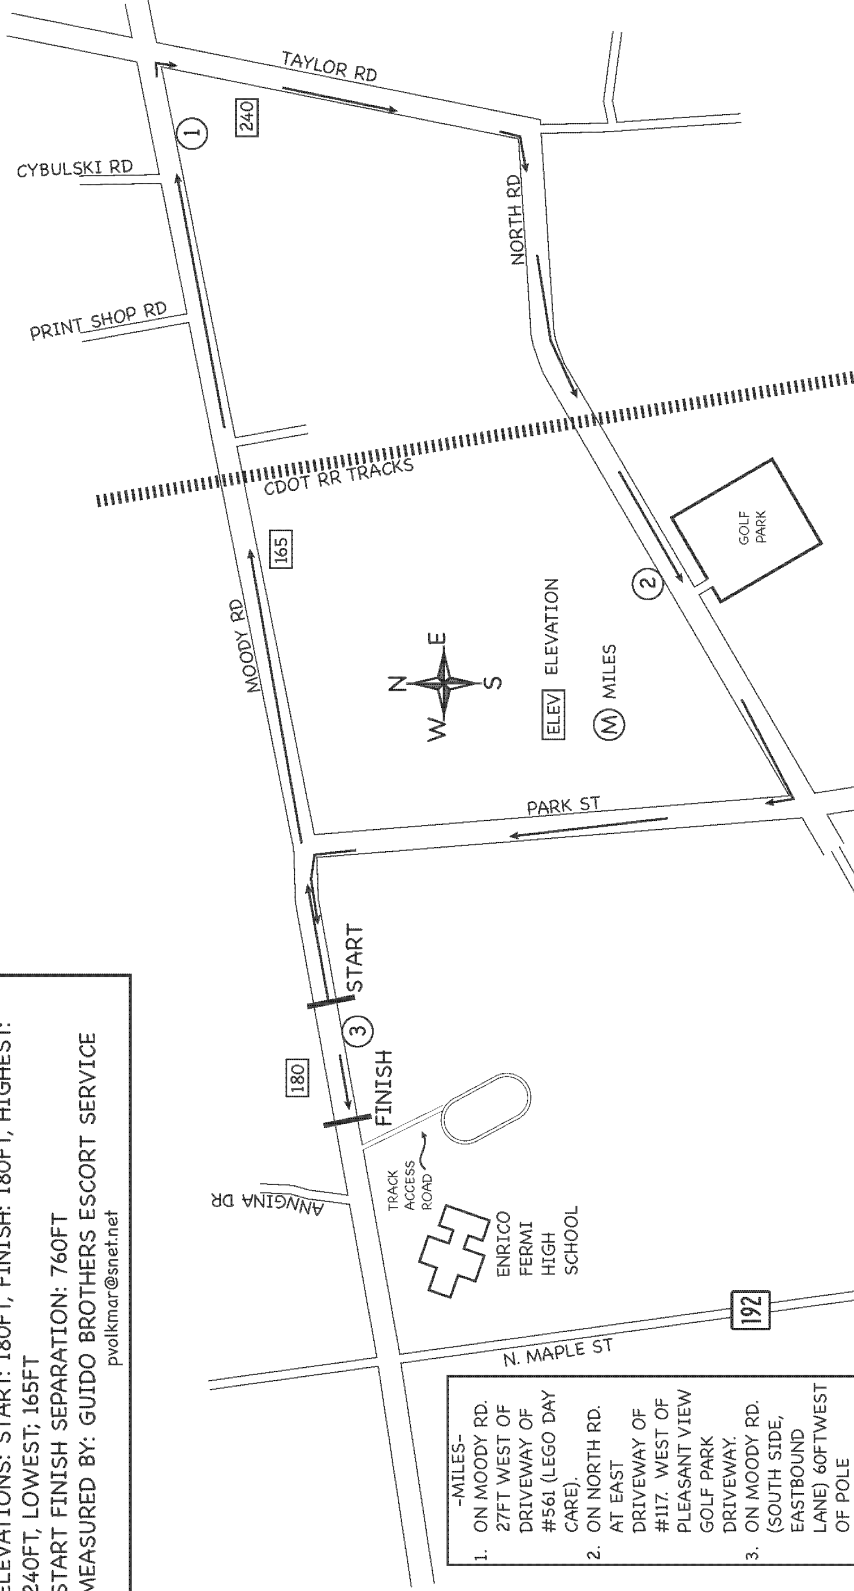 ELEVATIONS: START: 180FT, FINISH: 180FT, HIGHEST:
240FT, LOWEST; 165FT
START FINISH SEPARATION: 760FT
MEASURED BY: GUIDO BROTHERS ESCORT SERVICE
pvolkmar@snet.net
TAYLOR RD
240
1
CYBULSKI RD
PRINT SHOP RD
NORTH RD
CDOT RR TRACKS
165
MOODY RD
GOLF
PARK
2
N
W
E
S
ELEV ELEVATION
M MILES
PARK ST
START
3
180
FINISH
ANNGINA DR
TRACK
ACCESS
ROAD
ENRICO
FERMI
HIGH
SCHOOL
192
N. MAPLE ST
-MILES-
1. ON MOODY RD.
27FT WEST OF
DRIVEWAY OF
#561 (LEGO DAY
CARE).
2. ON NORTH RD.
AT EAST
DRIVEWAY OF
#117. WEST OF
PLEASANT VIEW
GOLF PARK
DRIVEWAY.
3. ON MOODY RD.
(SOUTH SIDE,
EASTBOUND
LANE) 60FTWEST
OF POLE